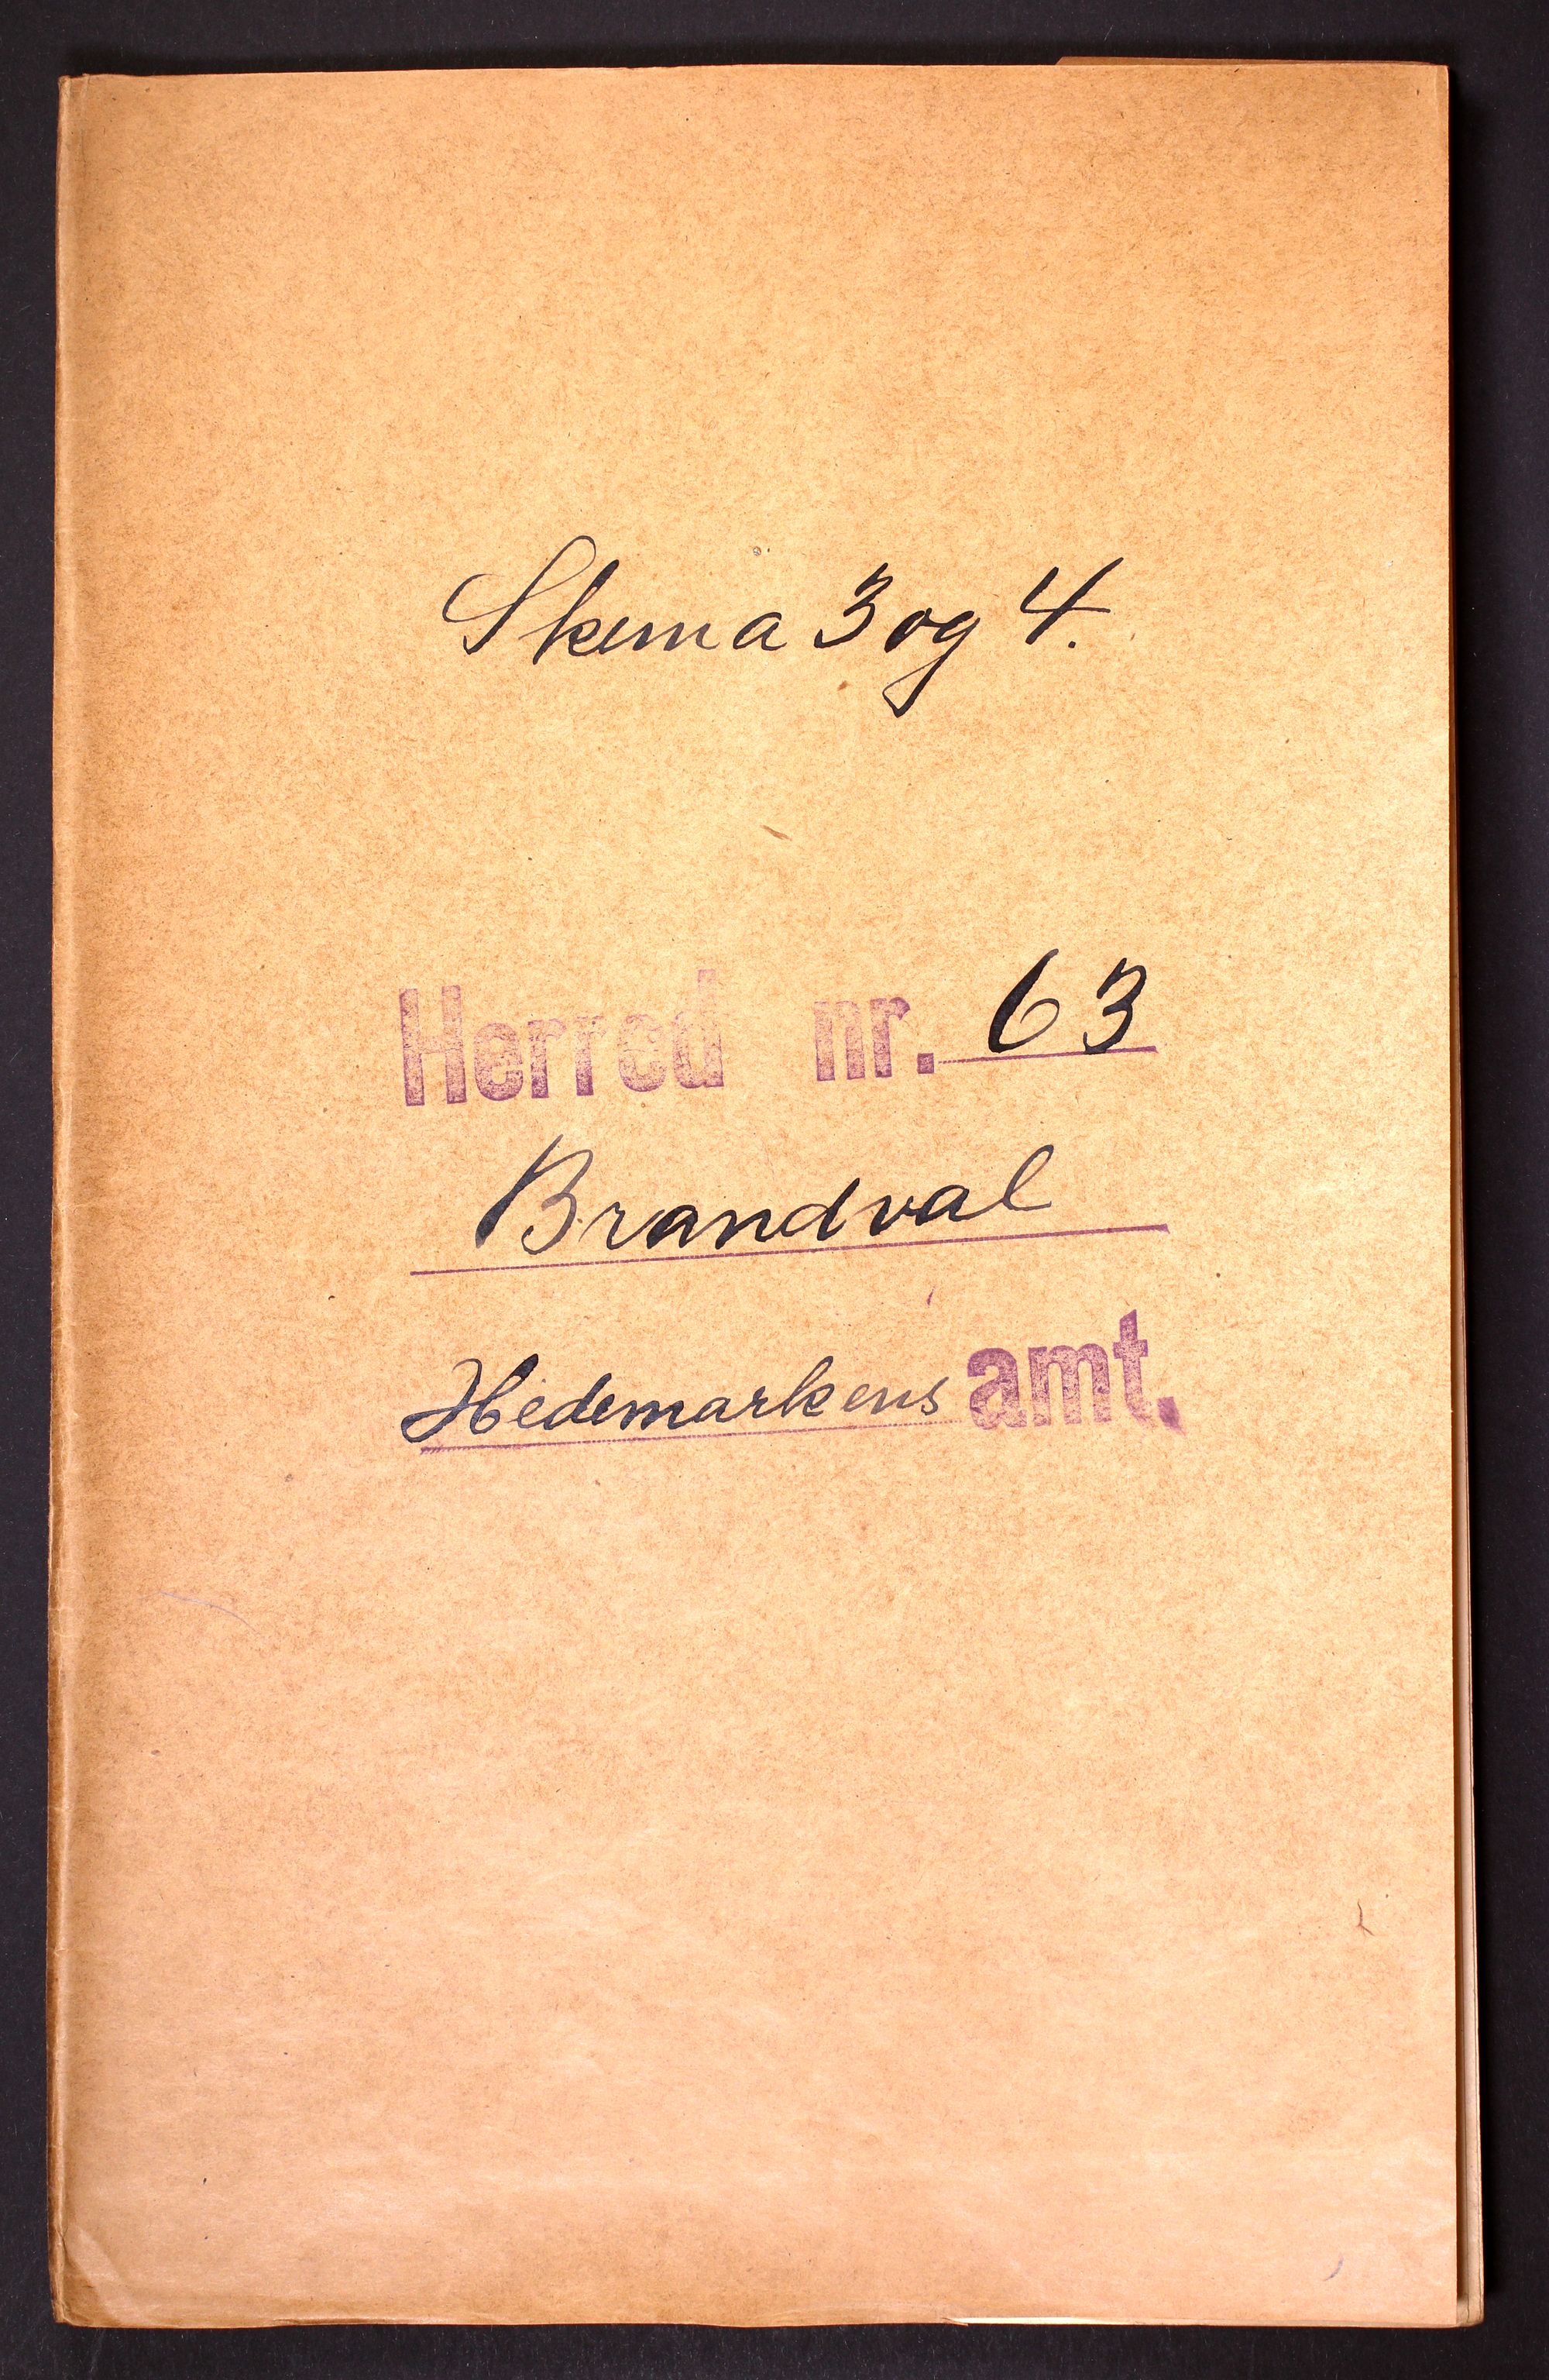 Skema 3 og 4.
Herred nr. 63
Brandval
Hedemarkens amt.